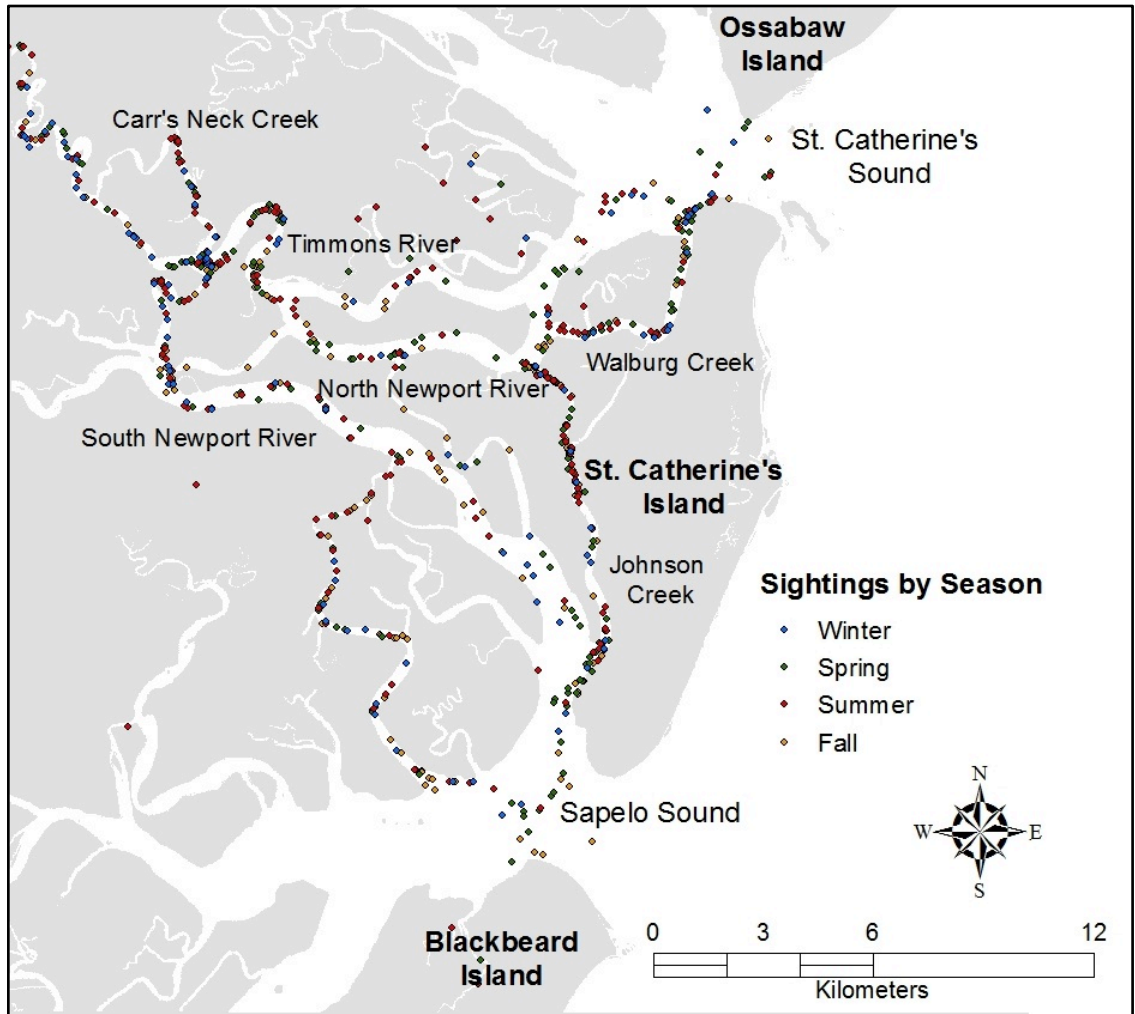 Ossabaw
Island
Carr's Neck Creek
St. Catherine's
Sound
Timmons River
Walburg Creek
North Newport River
South Newport River
St. Catherine's
Island
Johnson
Creek
Sightings by Season
Winter
Spring
Summer
Fall
N
W E
S
Sapelo Sound
Blackbeard
Island
0 3 6 12
Kilometers